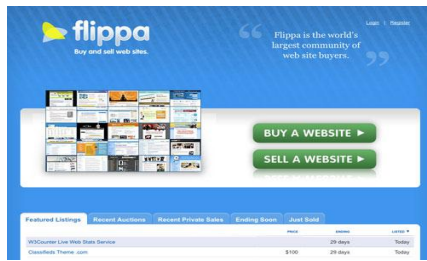 Login | Register
flippa
Buy and sell web sites.
Flippa is the world's
largest community of
web site buyers.
BUY A WEBSITE
SELL A WEBSITE
Featured Listings Recent Auctions Recent Private Sales Ending Soon Just Sold
PRICE ENDING LISTED
W3Counter Live Web Stats Service 29 days Today
Classifieds Theme .com $100 29 days Today